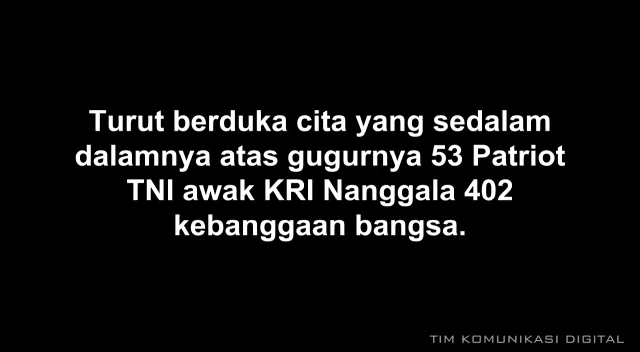 Turut berduka cita yang sedalam
dalamnya atas gugurnya 53 Patriot
TNI awak KRI Nanggala 402
kebanggaan bangsa.
TIM KOMUNIKASI DIGITAL